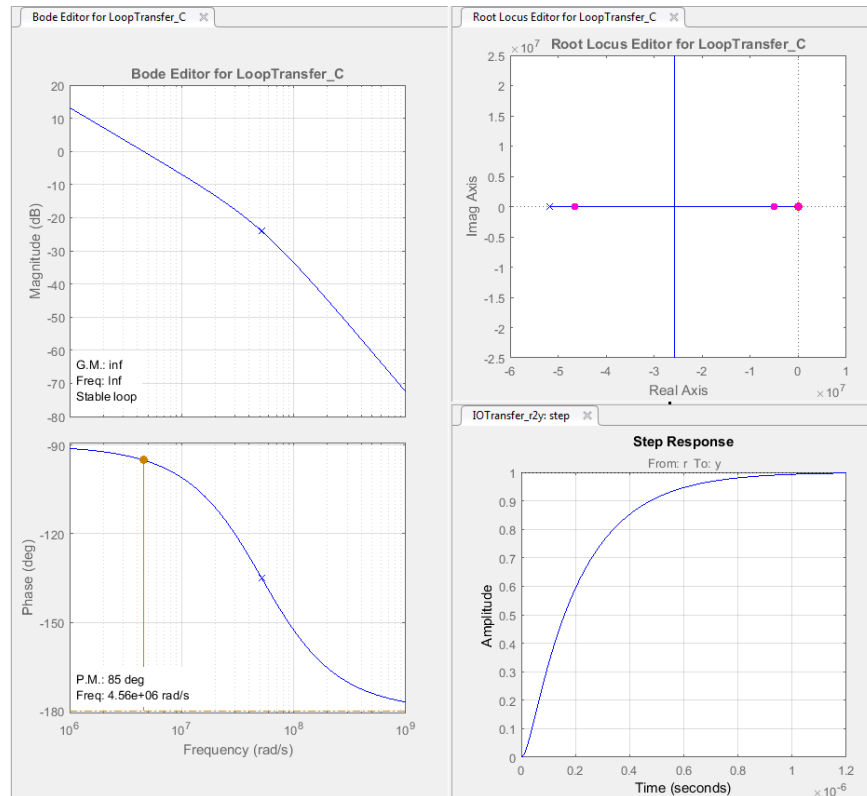 Bode Editor for LoopTransfer_C
Bode Editor for LoopTransfer_C
20
10
0
-10
-20
-30
-40
-50
-60
-70
-80
Magnitude (dB)
G.M.: inf
Freq: Inf
Stable loop
-90
-120
-150
-180
Phase (deg)
P.M.: 85 deg
Freq: 4.56e+06 rad/s
10^6
10^7
10^8
10^9
Frequency (rad/s)
Root Locus Editor for LoopTransfer_C
Root Locus Editor for LoopTransfer_C
×10^7
2.5
2
1.5
1
0.5
0
-0.5
-1
-1.5
-2
-2.5
Imag Axis
-6 -5 -4 -3 -2 -1 0 1
Real Axis
×10^7
IOTransfer_r2y: step
Step Response
From: r To: y
1
0.9
0.8
0.7
0.6
0.5
0.4
0.3
0.2
0.1
0
Amplitude
0 0.2 0.4 0.6 0.8 1 1.2
Time (seconds)
×10^-6